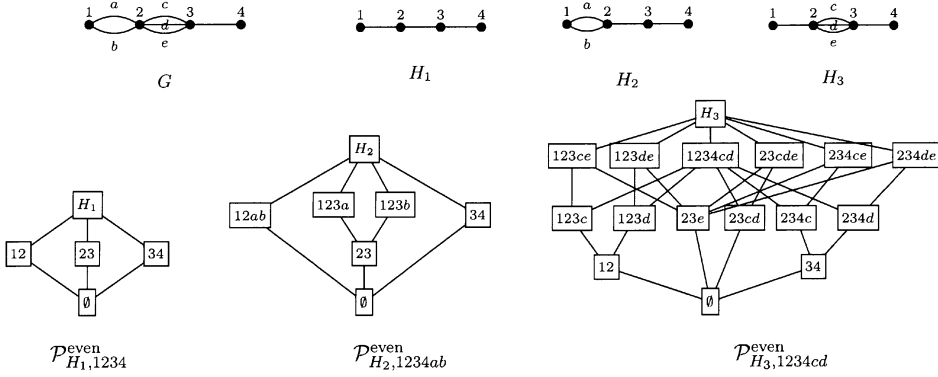 a c
1 2 d 3 4
b e
G
1 2 3 4
H₁
a
1 2 3 4
b
H₂
c
1 2 d 3 4
e
H₃
H₁
12 23 34
∅
𝒫^even_{H₁,1234}
H₂
12ab 123a 123b 34
23
∅
𝒫^even_{H₂,1234ab}
H₃
123ce 123de 1234cd 23cde 234ce 234de
123c 123d 23e 23cd 234c 234d
12 34
∅
𝒫^even_{H₃,1234cd}